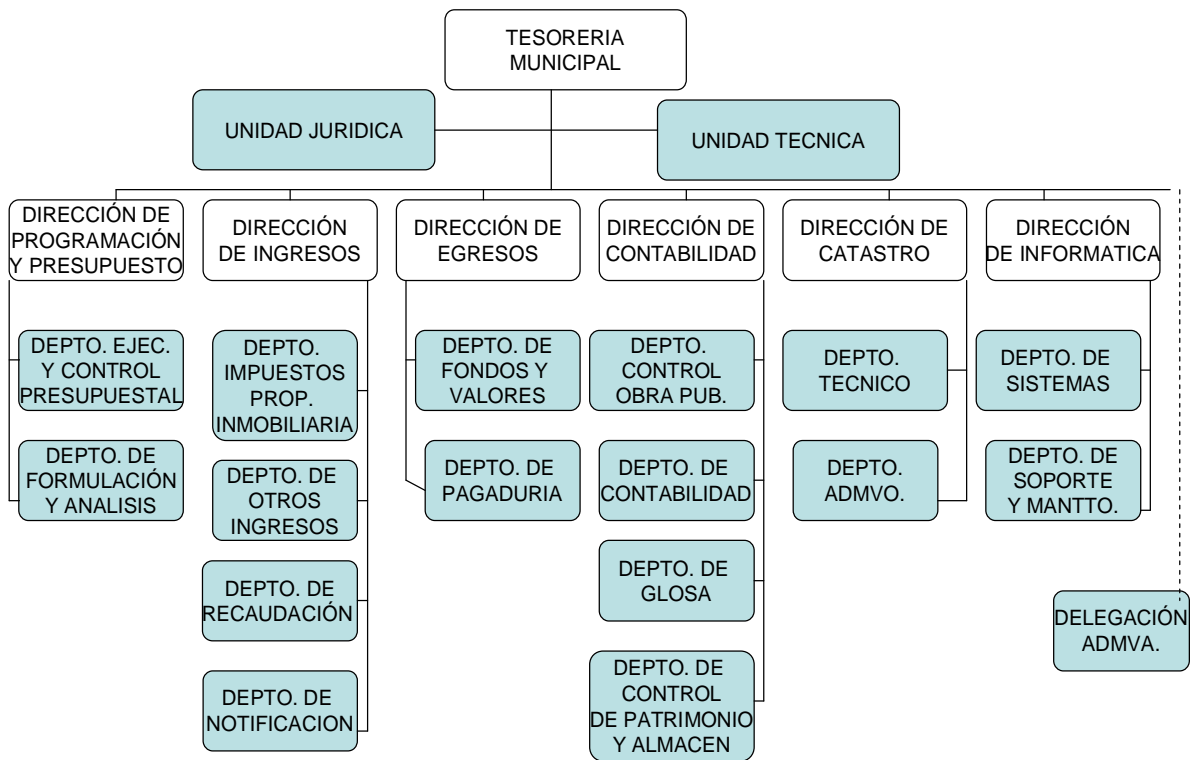 TESORERIA
MUNICIPAL
UNIDAD JURIDICA
UNIDAD TECNICA
DIRECCIÓN DE
PROGRAMACIÓN
Y PRESUPUESTO
DIRECCIÓN
DE INGRESOS
DIRECCIÓN DE
EGRESOS
DIRECCIÓN DE
CONTABILIDAD
DIRECCIÓN DE
CATASTRO
DIRECCIÓN
DE INFORMATICA
DEPTO. EJEC.
Y CONTROL
PRESUPUESTAL
DEPTO.
IMPUESTOS
PROP.
INMOBILIARIA
DEPTO. DE
FONDOS Y
VALORES
DEPTO.
CONTROL
OBRA PUB.
DEPTO.
TECNICO
DEPTO. DE
SISTEMAS
DEPTO. DE
FORMULACIÓN
Y ANALISIS
DEPTO. DE
OTROS
INGRESOS
DEPTO. DE
PAGADURIA
DEPTO. DE
CONTABILIDAD
DEPTO.
ADMVO.
DEPTO. DE
SOPORTE
Y MANTTO.
DEPTO. DE
RECAUDACIÓN
DEPTO. DE
GLOSA
DELEGACIÓN
ADMVA.
DEPTO. DE
NOTIFICACION
DEPTO. DE
CONTROL
DE PATRIMONIO
Y ALMACEN